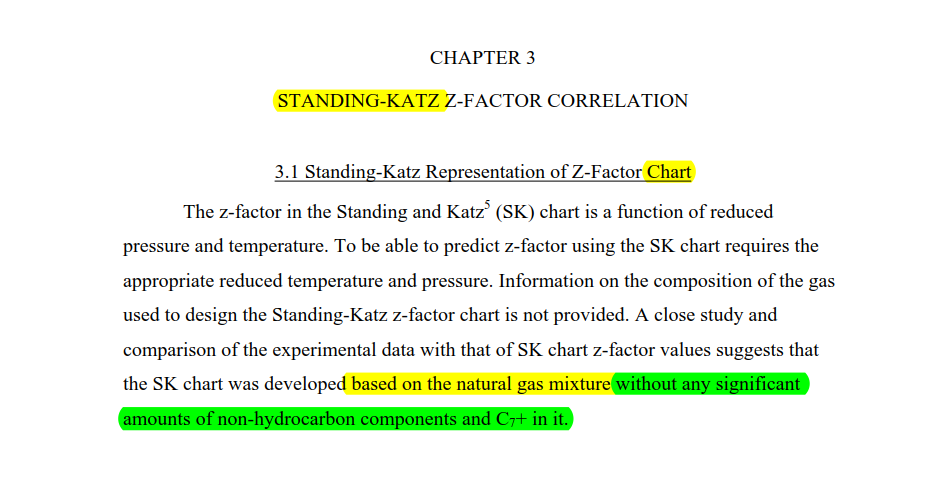 CHAPTER 3
STANDING-KATZ Z-FACTOR CORRELATION
3.1 Standing-Katz Representation of Z-Factor Chart
The z-factor in the Standing and Katz⁵ (SK) chart is a function of reduced
pressure and temperature. To be able to predict z-factor using the SK chart requires the
appropriate reduced temperature and pressure. Information on the composition of the gas
used to design the Standing-Katz z-factor chart is not provided. A close study and
comparison of the experimental data with that of SK chart z-factor values suggests that
the SK chart was developed based on the natural gas mixture without any significant
amounts of non-hydrocarbon components and C₇+ in it.